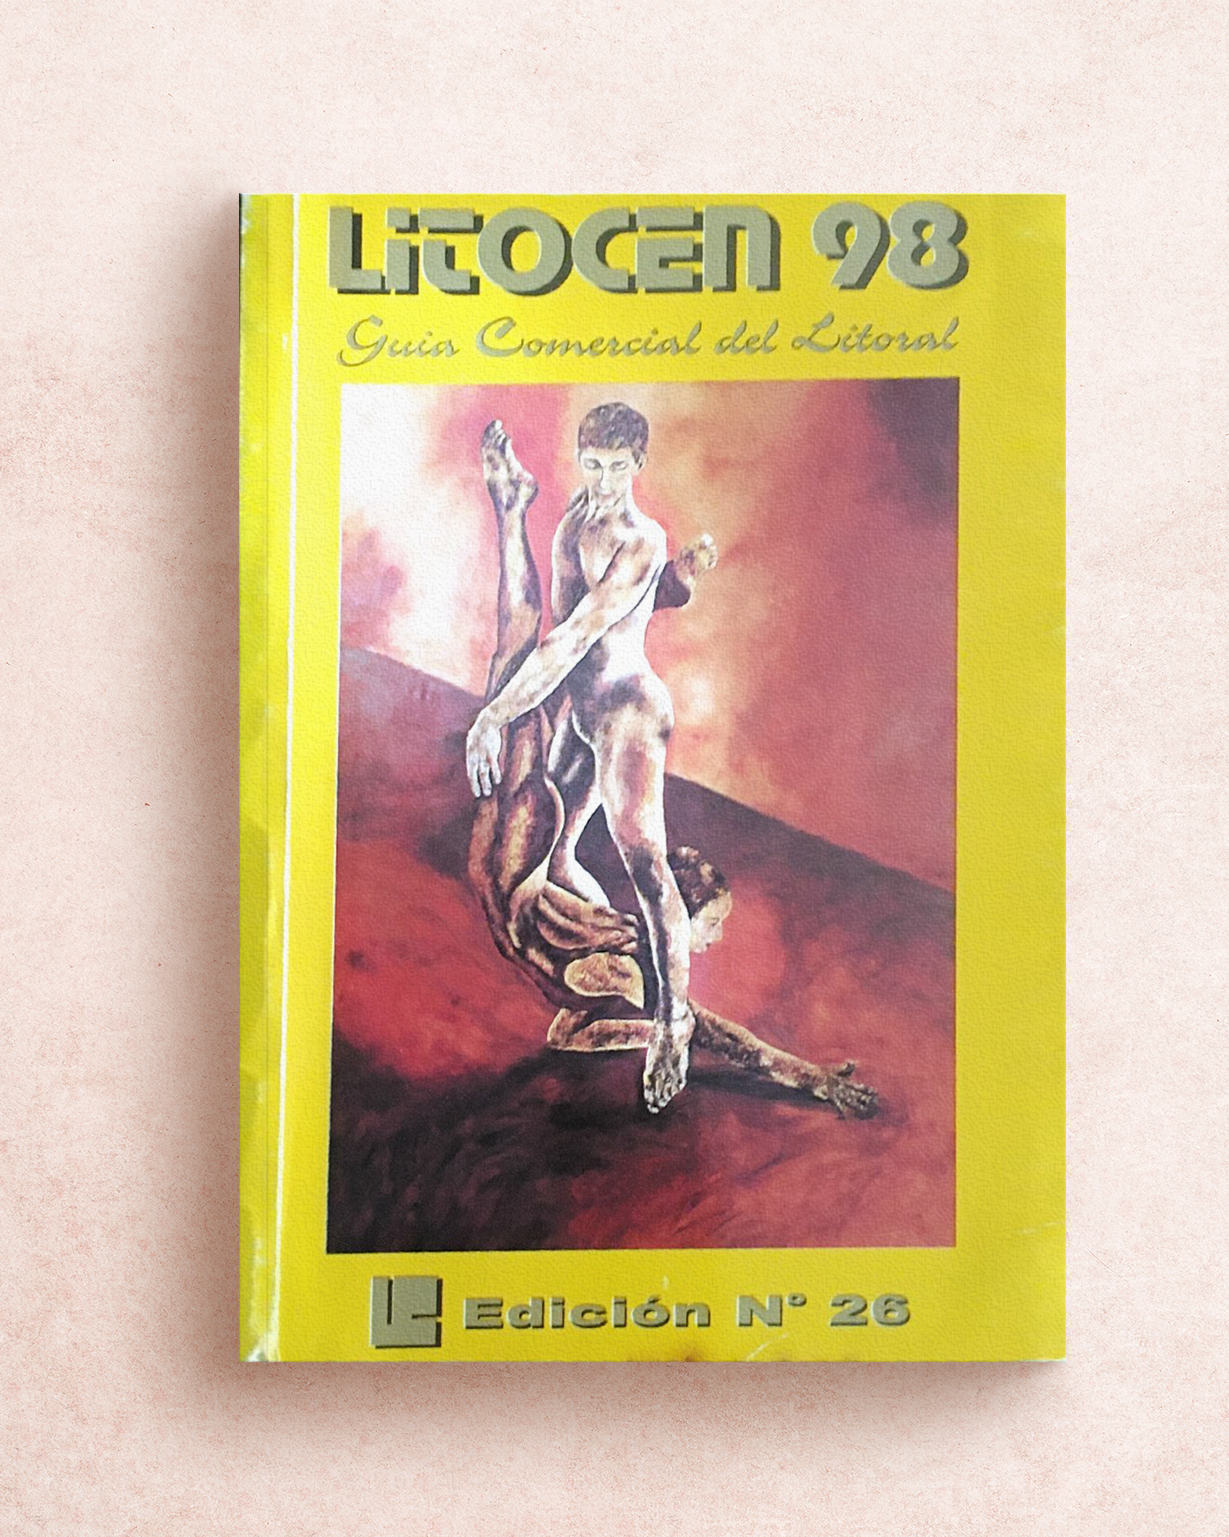 LITOCEN 98
Guia Comercial del Litoral
Edición N° 26